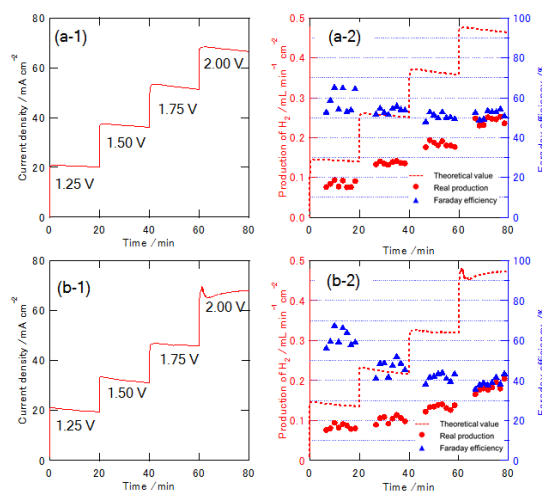 (a-1)
Current density / mA cm⁻²
80
60
40
20
0
1.25 V
1.50 V
1.75 V
2.00 V
0
20
40
60
80
Time /min
(a-2)
Production of H₂ / mL min⁻¹ cm⁻²
0.5
0.4
0.3
0.2
0.1
0.0
Theoretical value
Real production
Faraday efficiency
100
80
60
40
20
0
Faraday efficiency /%
0
20
40
60
80
Time /min
(b-1)
Current density / mA cm⁻²
80
60
40
20
0
1.25 V
1.50 V
1.75 V
2.00 V
0
20
40
60
80
Time /min
(b-2)
Production of H₂ / mL min⁻¹ cm⁻²
0.5
0.4
0.3
0.2
0.1
0.0
Theoretical value
Real production
Faraday efficiency
100
80
60
40
20
0
Faraday efficiency /%
0
20
40
60
80
Time /min